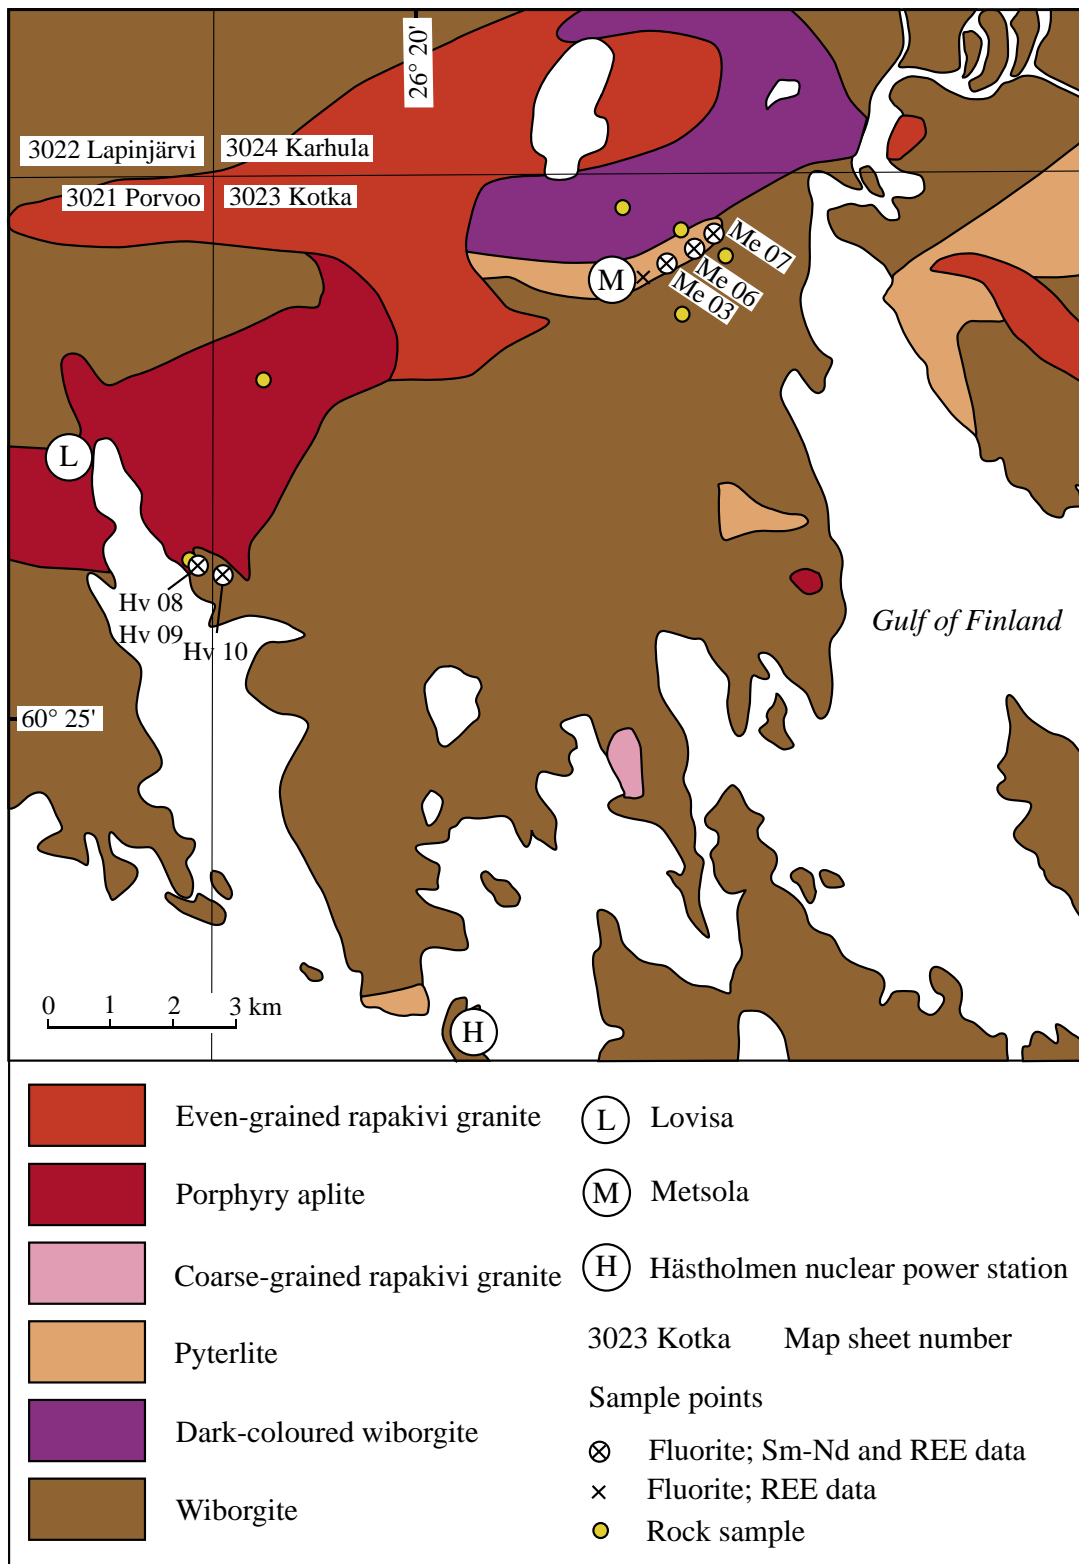 26° 20'
3022 Lapinjärvi
3024 Karhula
3021 Porvoo
3023 Kotka
Me 07
Me 06
Me 03
M
L
Hv 08
Hv 09
Hv 10
Gulf of Finland
60° 25'
0 1 2 3 km
H
Even-grained rapakivi granite
Porphyry aplite
Coarse-grained rapakivi granite
Pyterlite
Dark-coloured wiborgite
Wiborgite
L Lovisa
M Metsola
H Hästholmen nuclear power station
3023 Kotka Map sheet number
Sample points
Fluorite; Sm-Nd and REE data
Fluorite; REE data
Rock sample